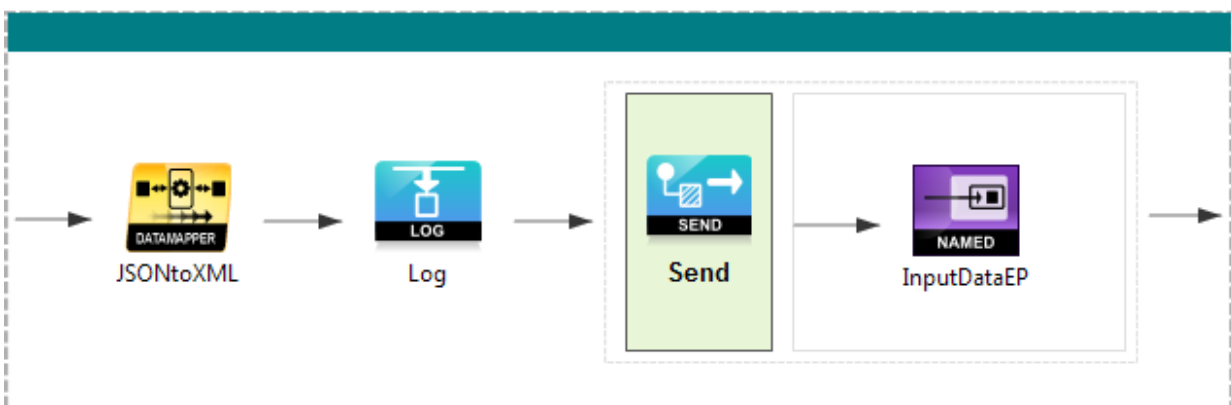 DATAMAPPER
JSONtoXML
LOG
Log
SEND
Send
NAMED
InputDataEP